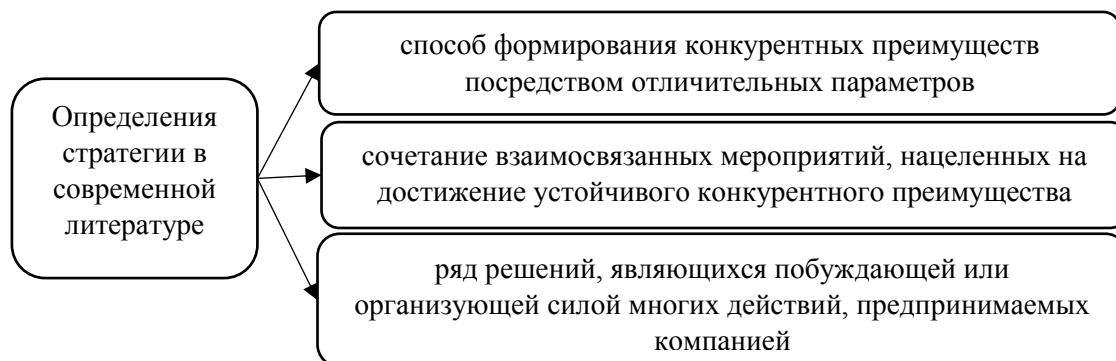 Определения
стратегии в
современной
литературе
способ формирования конкурентных преимуществ
посредством отличительных параметров
сочетание взаимосвязанных мероприятий, нацеленных на
достижение устойчивого конкурентного преимущества
ряд решений, являющихся побуждающей или
организующей силой многих действий, предпринимаемых
компанией